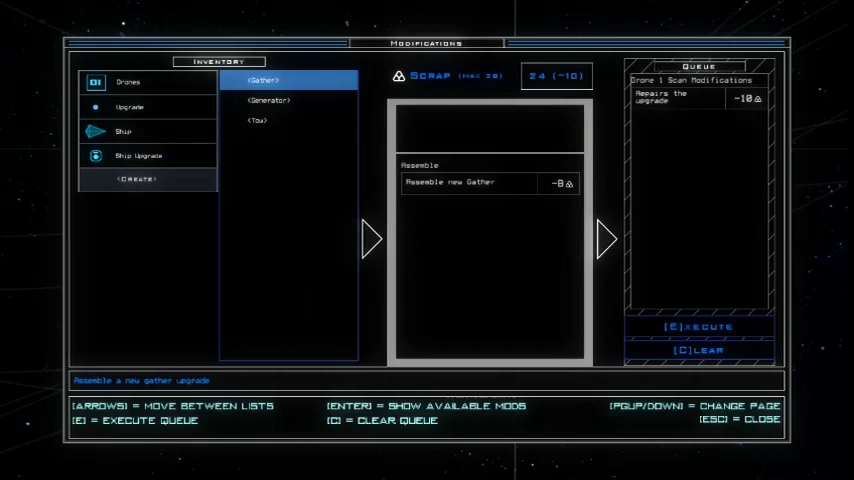 Modifications
Inventory
Drones
Upgrade
Ship
Ship Upgrade
<Create>
<Gather>
<Generator>
<Tow>
Scrap (max 28)
24 (-10)
Assemble
Assemble new Gather
-8
Queue
Drone 1 Scan Modifications
Repairs the
upgrade
-10
[E]xecute
[C]lear
Assemble a new gather upgrade
[ARROWS] = MOVE BETWEEN LISTS
[ENTER] = SHOW AVAILABLE MODS
[PGUP/DOWN] = CHANGE PAGE
[E] = EXECUTE QUEUE
[C] = CLEAR QUEUE
[ESC] = CLOSE